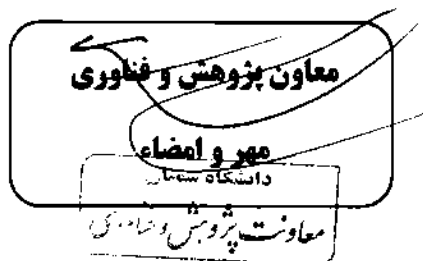 معاون پژوهش و فناوری
مهر و امضاء
دانشگاه سمنان
معاونت پژوهش و فناوری